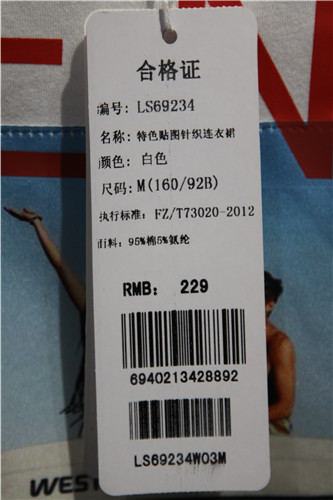 合格证
编号: LS69234
名称: 特色贴图针织连衣裙
颜色: 白色
尺码: M(160/92B)
执行标准: FZ/T73020-2012
面料: 95%棉5%氨纶
RMB: 229
6940213428892
LS69234W03M
WEST